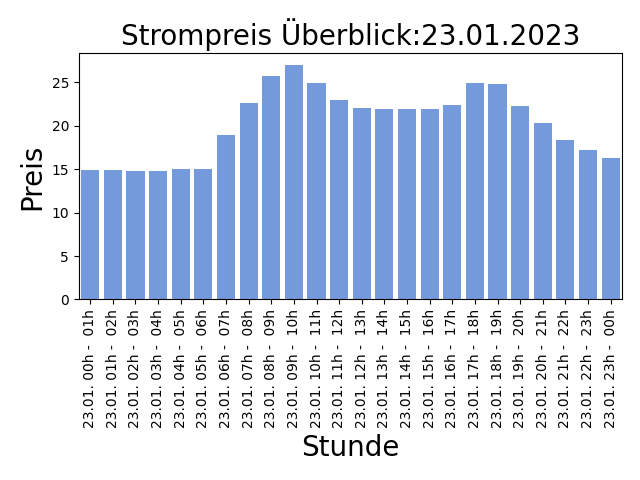 Strompreis Überblick:23.01.2023
Preis
25
20
15
10
5
0
23.01. 00h -  01h
23.01. 01h -  02h
23.01. 02h -  03h
23.01. 03h -  04h
23.01. 04h -  05h
23.01. 05h -  06h
23.01. 06h -  07h
23.01. 07h -  08h
23.01. 08h -  09h
23.01. 09h -  10h
23.01. 10h -  11h
23.01. 11h -  12h
23.01. 12h -  13h
23.01. 13h -  14h
23.01. 14h -  15h
23.01. 15h -  16h
23.01. 16h -  17h
23.01. 17h -  18h
23.01. 18h -  19h
23.01. 19h -  20h
23.01. 20h -  21h
23.01. 21h -  22h
23.01. 22h -  23h
23.01. 23h -  00h
Stunde